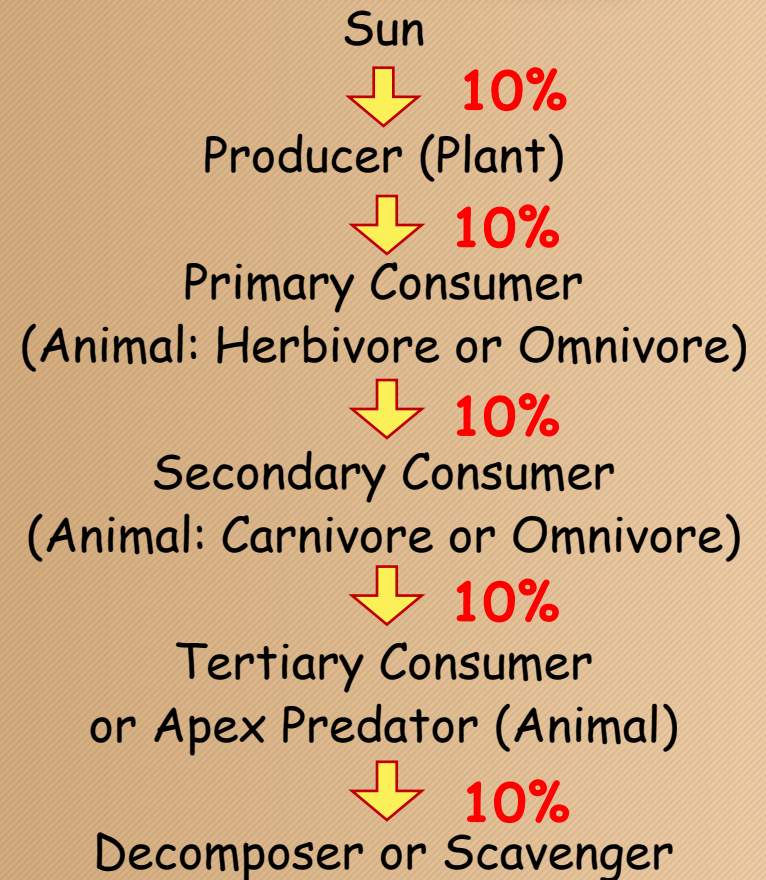 Sun
10%
Producer (Plant)
10%
Primary Consumer
(Animal: Herbivore or Omnivore)
10%
Secondary Consumer
(Animal: Carnivore or Omnivore)
10%
Tertiary Consumer
or Apex Predator (Animal)
10%
Decomposer or Scavenger